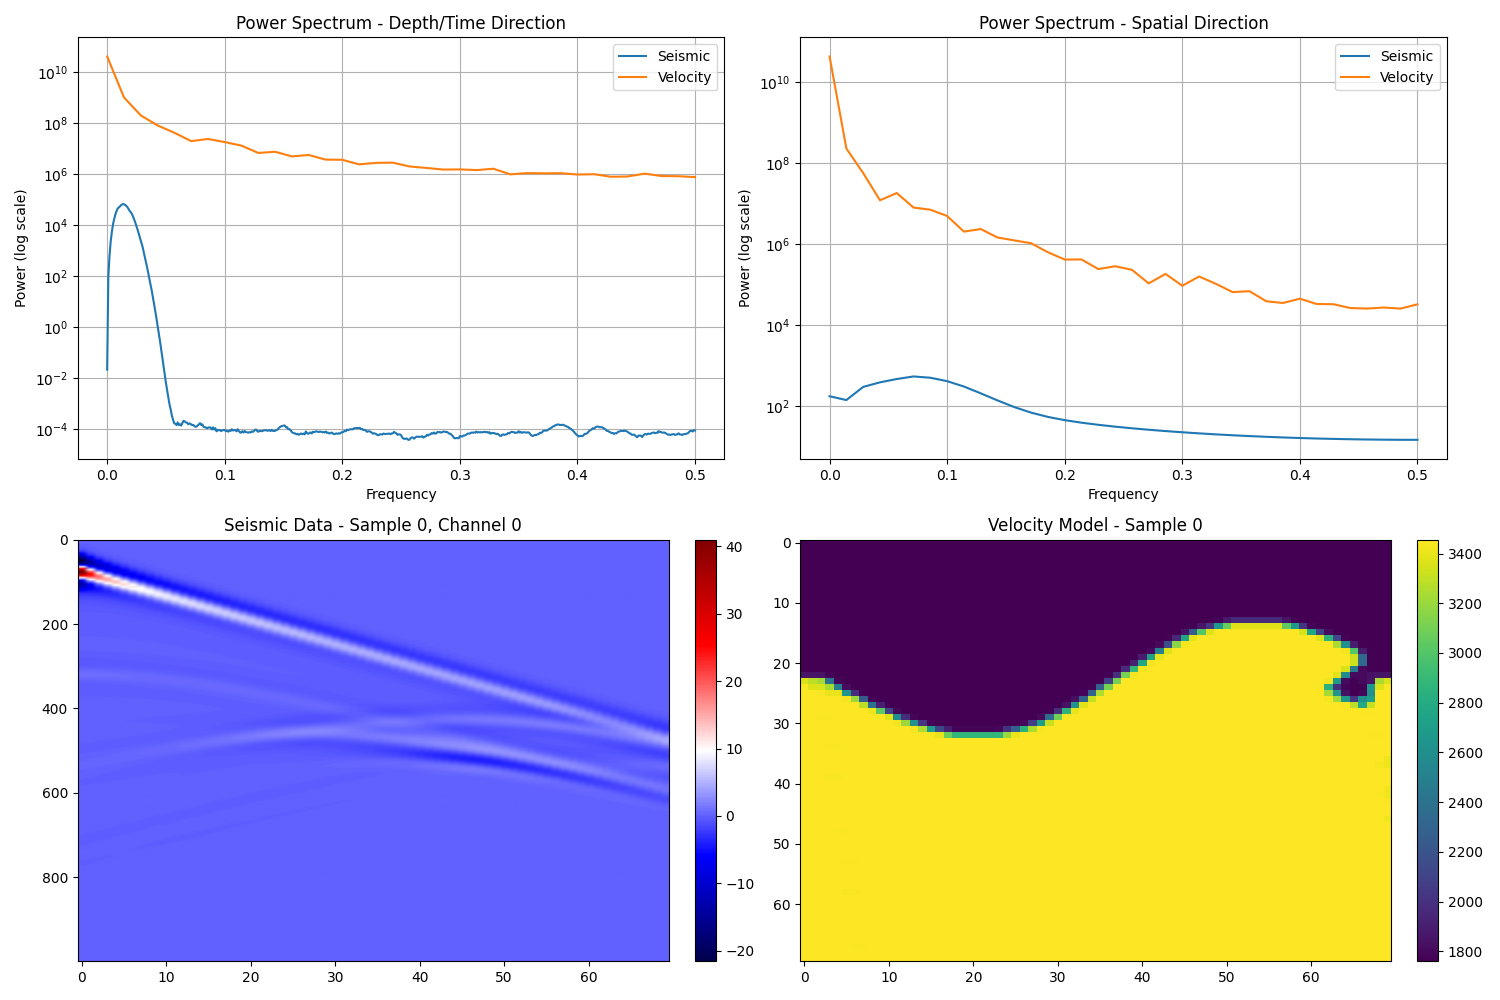 Power Spectrum - Depth/Time Direction
Power (log scale)
10^10
10^8
10^6
10^4
10^2
10^0
10^-2
10^-4
Seismic
Velocity
0.0 0.1 0.2 0.3 0.4 0.5
Frequency
Power Spectrum - Spatial Direction
Power (log scale)
10^10
10^8
10^6
10^4
10^2
Seismic
Velocity
0.0 0.1 0.2 0.3 0.4 0.5
Frequency
Seismic Data - Sample 0, Channel 0
0
200
400
600
800
0 10 20 30 40 50 60
40
30
20
10
0
−10
−20
Velocity Model - Sample 0
0
10
20
30
40
50
60
0 10 20 30 40 50 60
3400
3200
3000
2800
2600
2400
2200
2000
1800